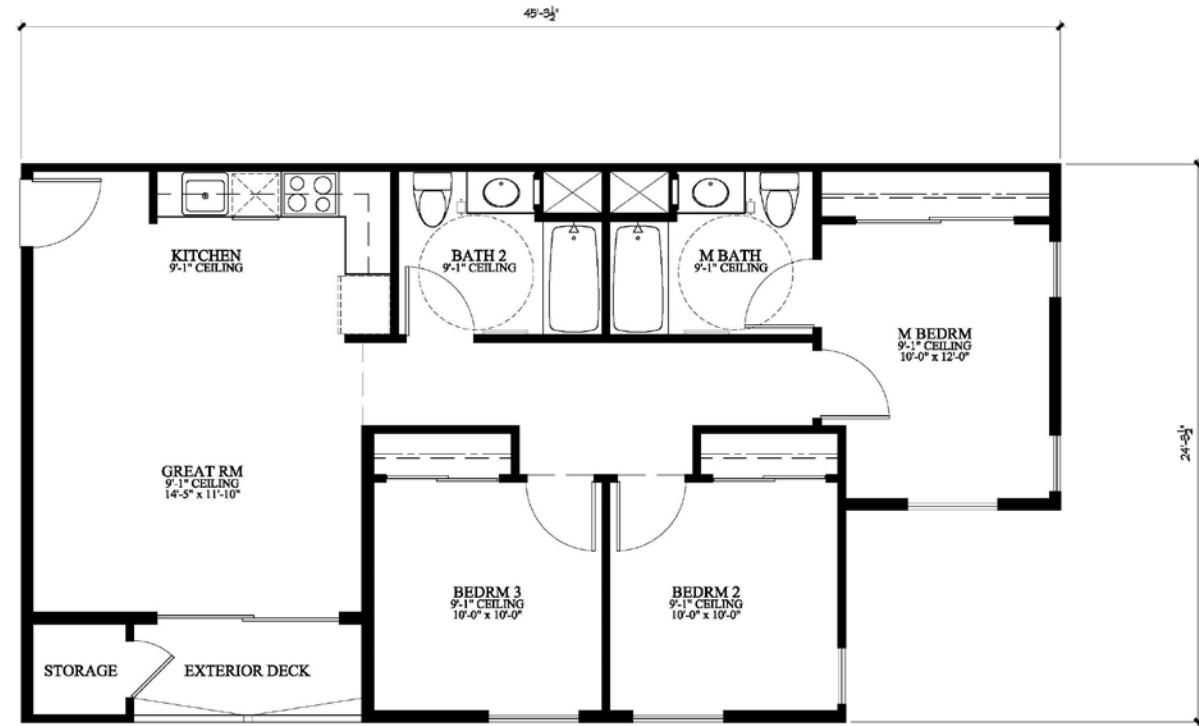 45'-3½"
KITCHEN
9'-1" CEILING
BATH 2
9'-1" CEILING
M BATH
9'-1" CEILING
M BEDRM
9'-1" CEILING
10'-0" x 12'-0"
24'-8½"
GREAT RM
9'-1" CEILING
14'-5" x 11'-10"
BEDRM 3
9'-1" CEILING
10'-0" x 10'-0"
BEDRM 2
9'-1" CEILING
10'-0" x 10'-0"
STORAGE
EXTERIOR DECK